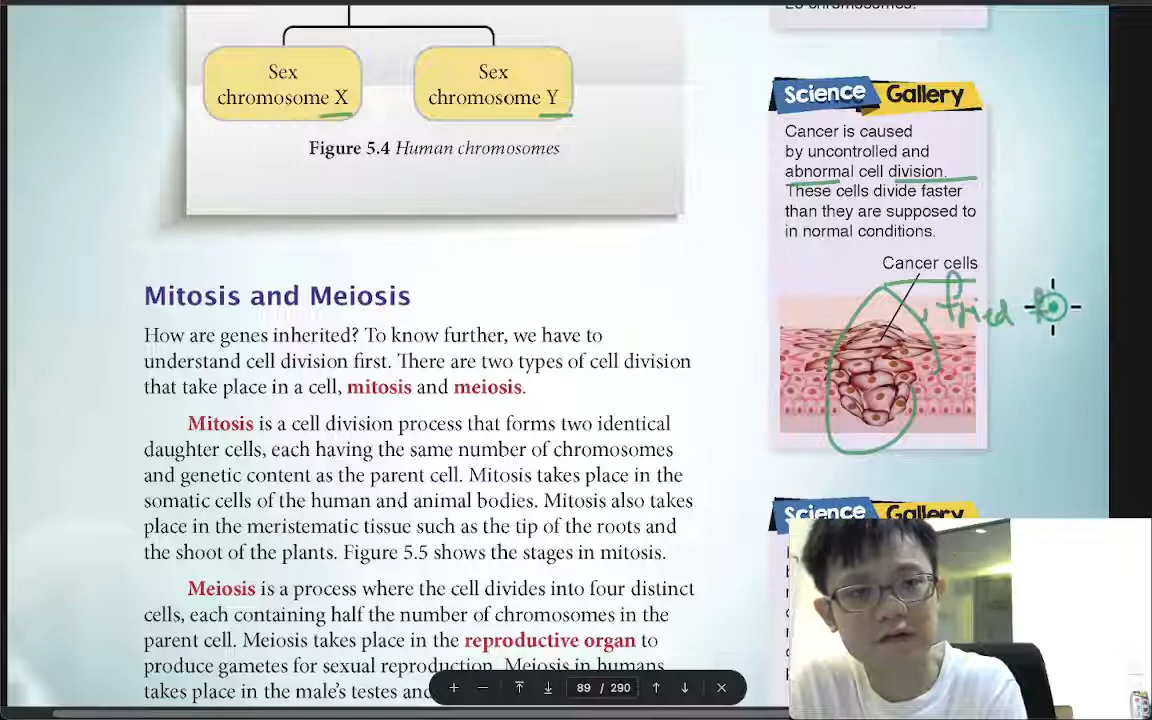 Sex
chromosome X
Sex
chromosome Y
Figure 5.4 Human chromosomes
Mitosis and Meiosis
How are genes inherited? To know further, we have to
understand cell division first. There are two types of cell division
that take place in a cell, mitosis and meiosis.
Mitosis is a cell division process that forms two identical
daughter cells, each having the same number of chromosomes
and genetic content as the parent cell. Mitosis takes place in the
somatic cells of the human and animal bodies. Mitosis also takes
place in the meristematic tissue such as the tip of the roots and
the shoot of the plants. Figure 5.5 shows the stages in mitosis.
Meiosis is a process where the cell divides into four distinct
cells, each containing half the number of chromosomes in the
parent cell. Meiosis takes place in the reproductive organ to
produce gametes for sexual reproduction. Meiosis in humans
takes place in the male's testes and
Science Gallery
Cancer is caused
by uncontrolled and
abnormal cell division.
These cells divide faster
than they are supposed to
in normal conditions.
Cancer cells
fried
Science Gallery
89 / 290